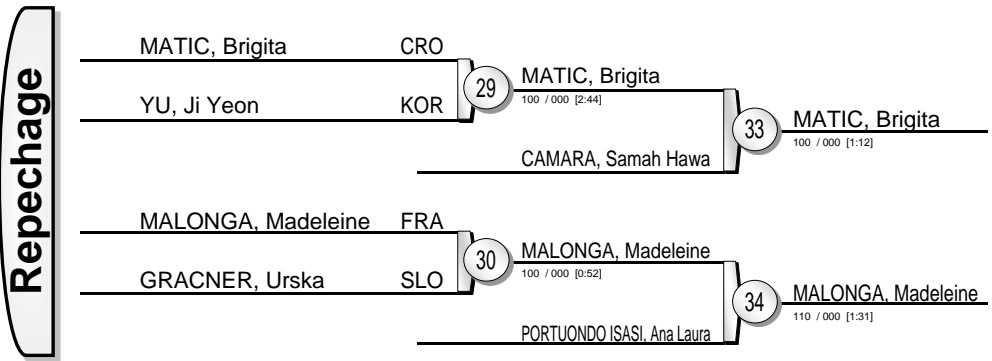 Repechage
MATIC, Brigita CRO
YU, Ji Yeon KOR
29
MATIC, Brigita
100 / 000 [2:44]
CAMARA, Samah Hawa
33
MATIC, Brigita
100 / 000 [1:12]
MALONGA, Madeleine FRA
GRACNER, Urska SLO
30
MALONGA, Madeleine
100 / 000 [0:52]
PORTUONDO ISASI, Ana Laura
34
MALONGA, Madeleine
110 / 000 [1:31]